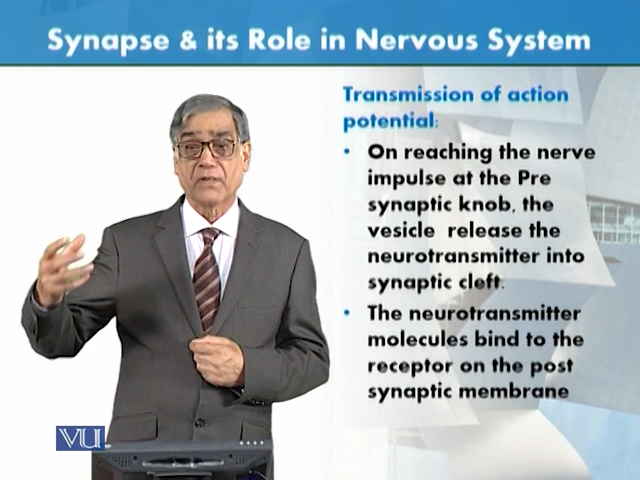 Synapse & its Role in Nervous System
Transmission of action
potential:
• On reaching the nerve
impulse at the Pre
synaptic knob, the
vesicle release the
neurotransmitter into
synaptic cleft.
• The neurotransmitter
molecules bind to the
receptor on the post
synaptic membrane
VU